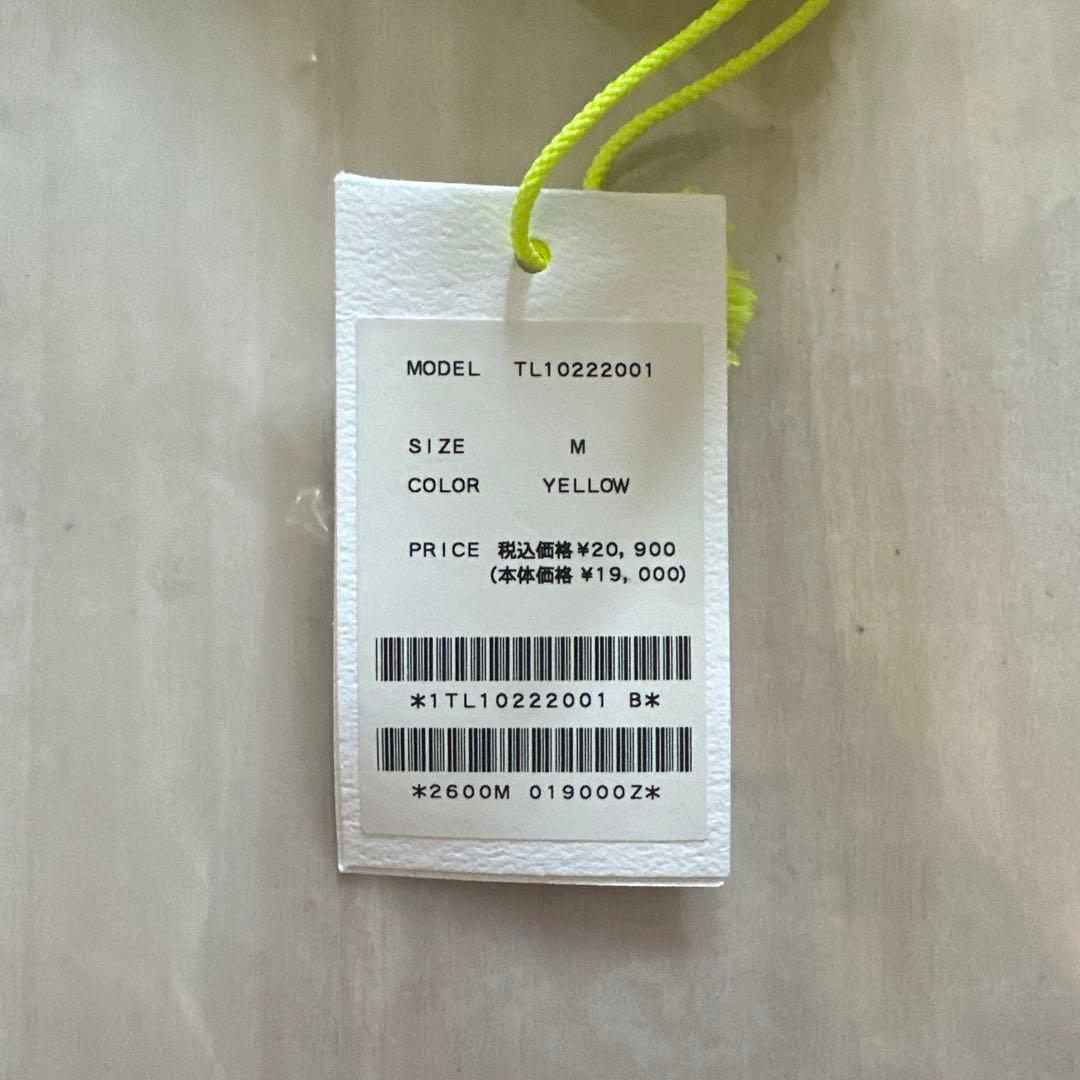 MODEL TL10222001
SIZE M
COLOR YELLOW
PRICE 税込価格¥20,900
(本体価格 ¥19,000)
*1TL10222001 B*
*2600M 019000Z*